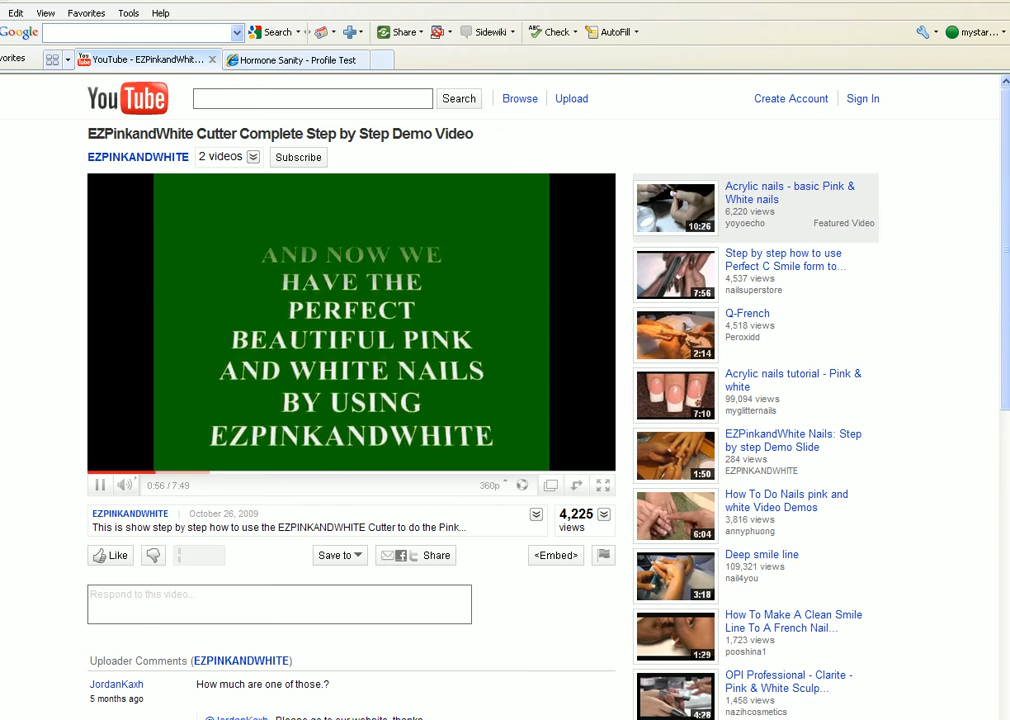 Edit View Favorites Tools Help
Google Search Share Sidewiki Check AutoFill mystar...
vorites YouTube - EZPinkandWhit... Hormone Sanity - Profile Test
YouTube Search Browse Upload Create Account Sign In
EZPinkandWhite Cutter Complete Step by Step Demo Video
EZPINKANDWHITE 2 videos Subscribe
AND NOW WE
HAVE THE
PERFECT
BEAUTIFUL PINK
AND WHITE NAILS
BY USING
EZPINKANDWHITE
0:56 / 7:49 360p
EZPINKANDWHITE October 26, 2009
This is show step by step how to use the EZPINKANDWHITE Cutter to do the Pink...
4,225
views
Like Save to Share <Embed>
Respond to this video...
Uploader Comments (EZPINKANDWHITE)
JordanKaxh How much are one of those.?
5 months ago
@JordanKaxh Please go to our website, thanks
Acrylic nails - basic Pink &
White nails
6,220 views
yoyoecho Featured Video
10:26
Step by step how to use
Perfect C Smile form to...
4,537 views
nailsuperstore
7:56
Q-French
4,518 views
Peroxidd
2:14
Acrylic nails tutorial - Pink &
white
99,094 views
myglitternails
7:10
EZPinkandWhite Nails: Step
by step Demo Slide
284 views
EZPINKANDWHITE
1:50
How To Do Nails pink and
white Video Demos
3,816 views
annyphuong
6:04
Deep smile line
109,321 views
nail4you
3:18
How To Make A Clean Smile
Line To A French Nail...
1,723 views
pooshina1
1:29
OPI Professional - Clarite -
Pink & White Sculp...
1,458 views
nazihcosmetics
4:28